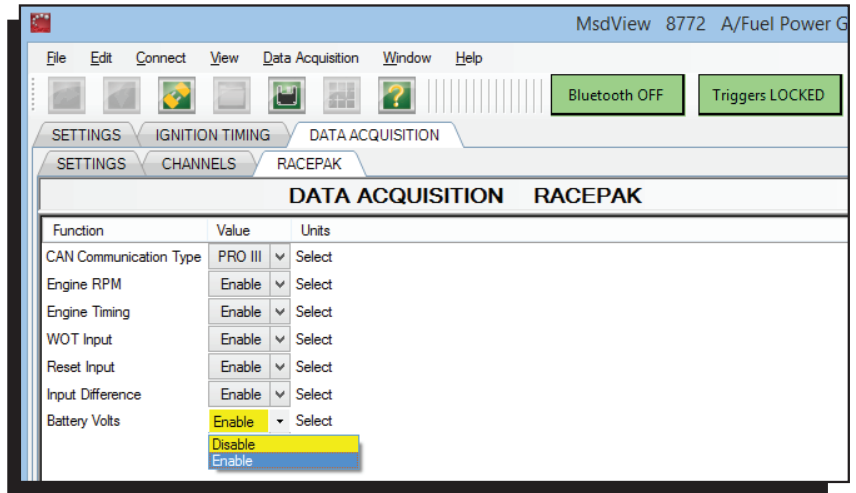 MsdView 8772 A/Fuel Power G
File Edit Connect View Data Acquisition Window Help
Bluetooth OFF Triggers LOCKED
SETTINGS IGNITION TIMING DATA ACQUISITION
SETTINGS CHANNELS RACEPAK
DATA ACQUISITION RACEPAK
Function Value Units
CAN Communication Type PRO III Select
Engine RPM Enable Select
Engine Timing Enable Select
WOT Input Enable Select
Reset Input Enable Select
Input Difference Enable Select
Battery Volts Enable Select
Disable
Enable